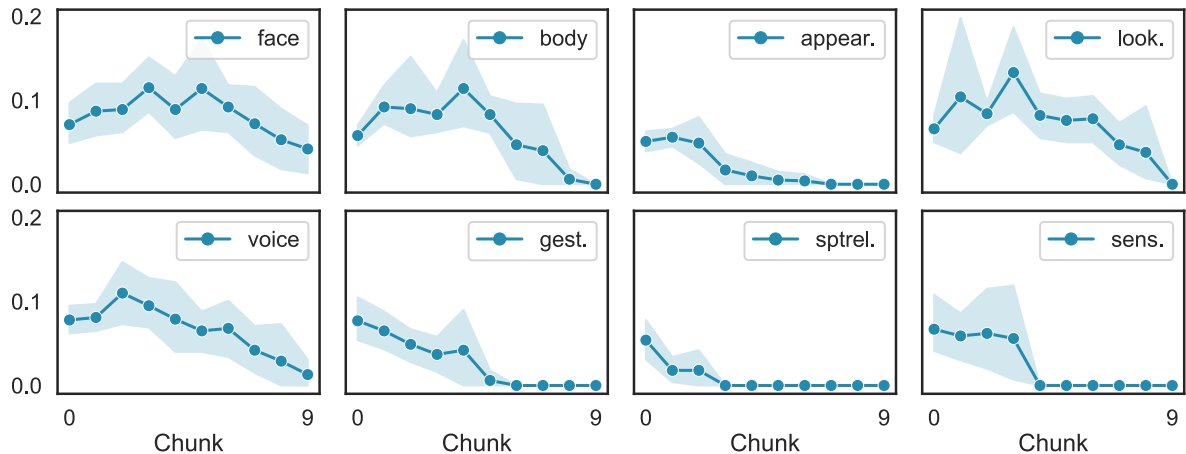 0.2
face
body
appear.
look.
0.1
0.0
0.2
voice
gest.
sptrel.
sens.
0.1
0.0
0 9 0 9 0 9 0 9
Chunk Chunk Chunk Chunk